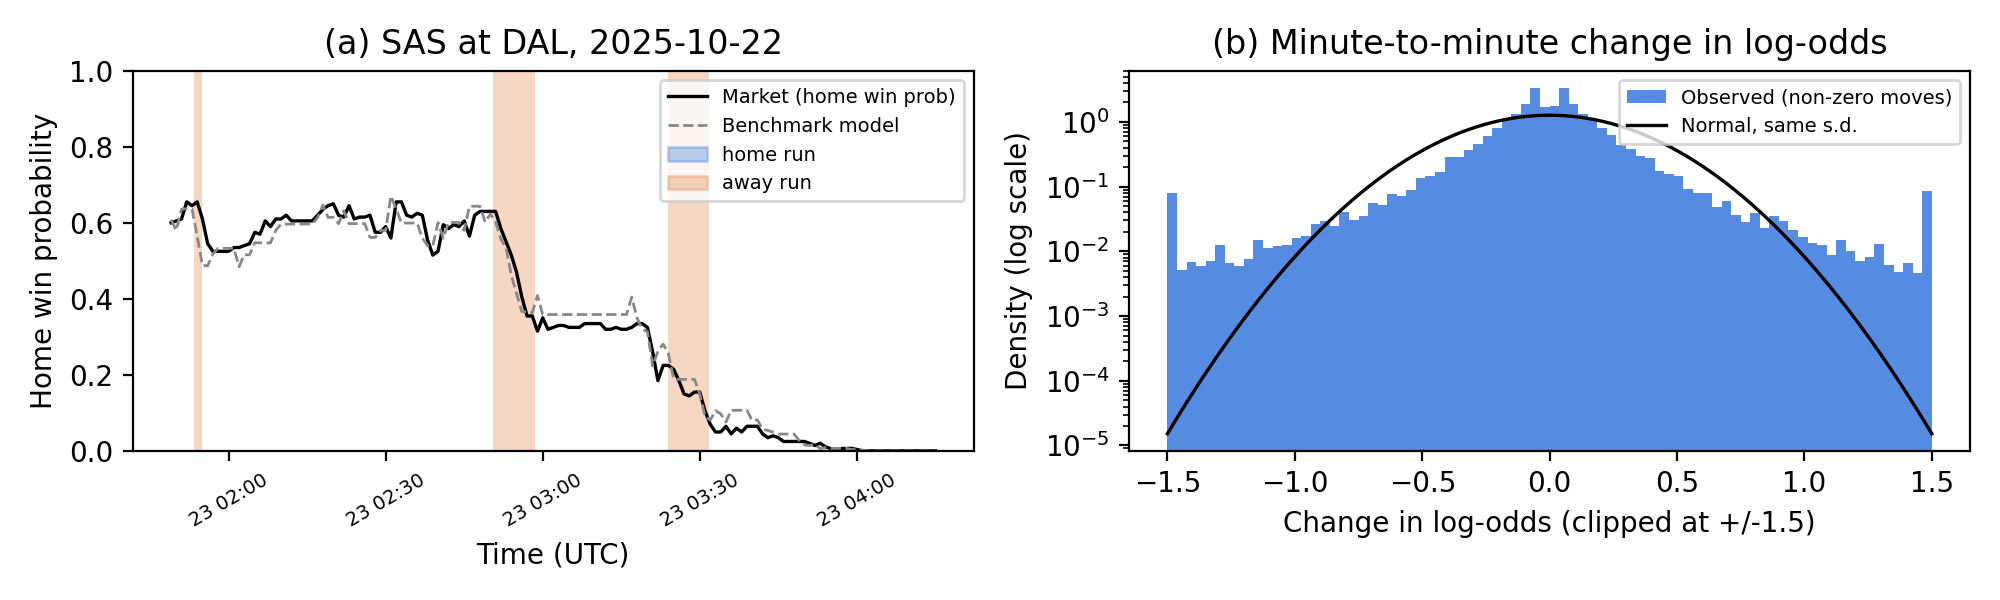 (a) SAS at DAL, 2025-10-22
Home win probability
1.0
0.8
0.6
0.4
0.2
0.0
Market (home win prob)
Benchmark model
home run
away run
23 02:00
23 02:30
23 03:00
23 03:30
23 04:00
Time (UTC)
(b) Minute-to-minute change in log-odds
Density (log scale)
10⁰
10⁻¹
10⁻²
10⁻³
10⁻⁴
10⁻⁵
Observed (non-zero moves)
Normal, same s.d.
−1.5
−1.0
−0.5
0.0
0.5
1.0
1.5
Change in log-odds (clipped at +/-1.5)